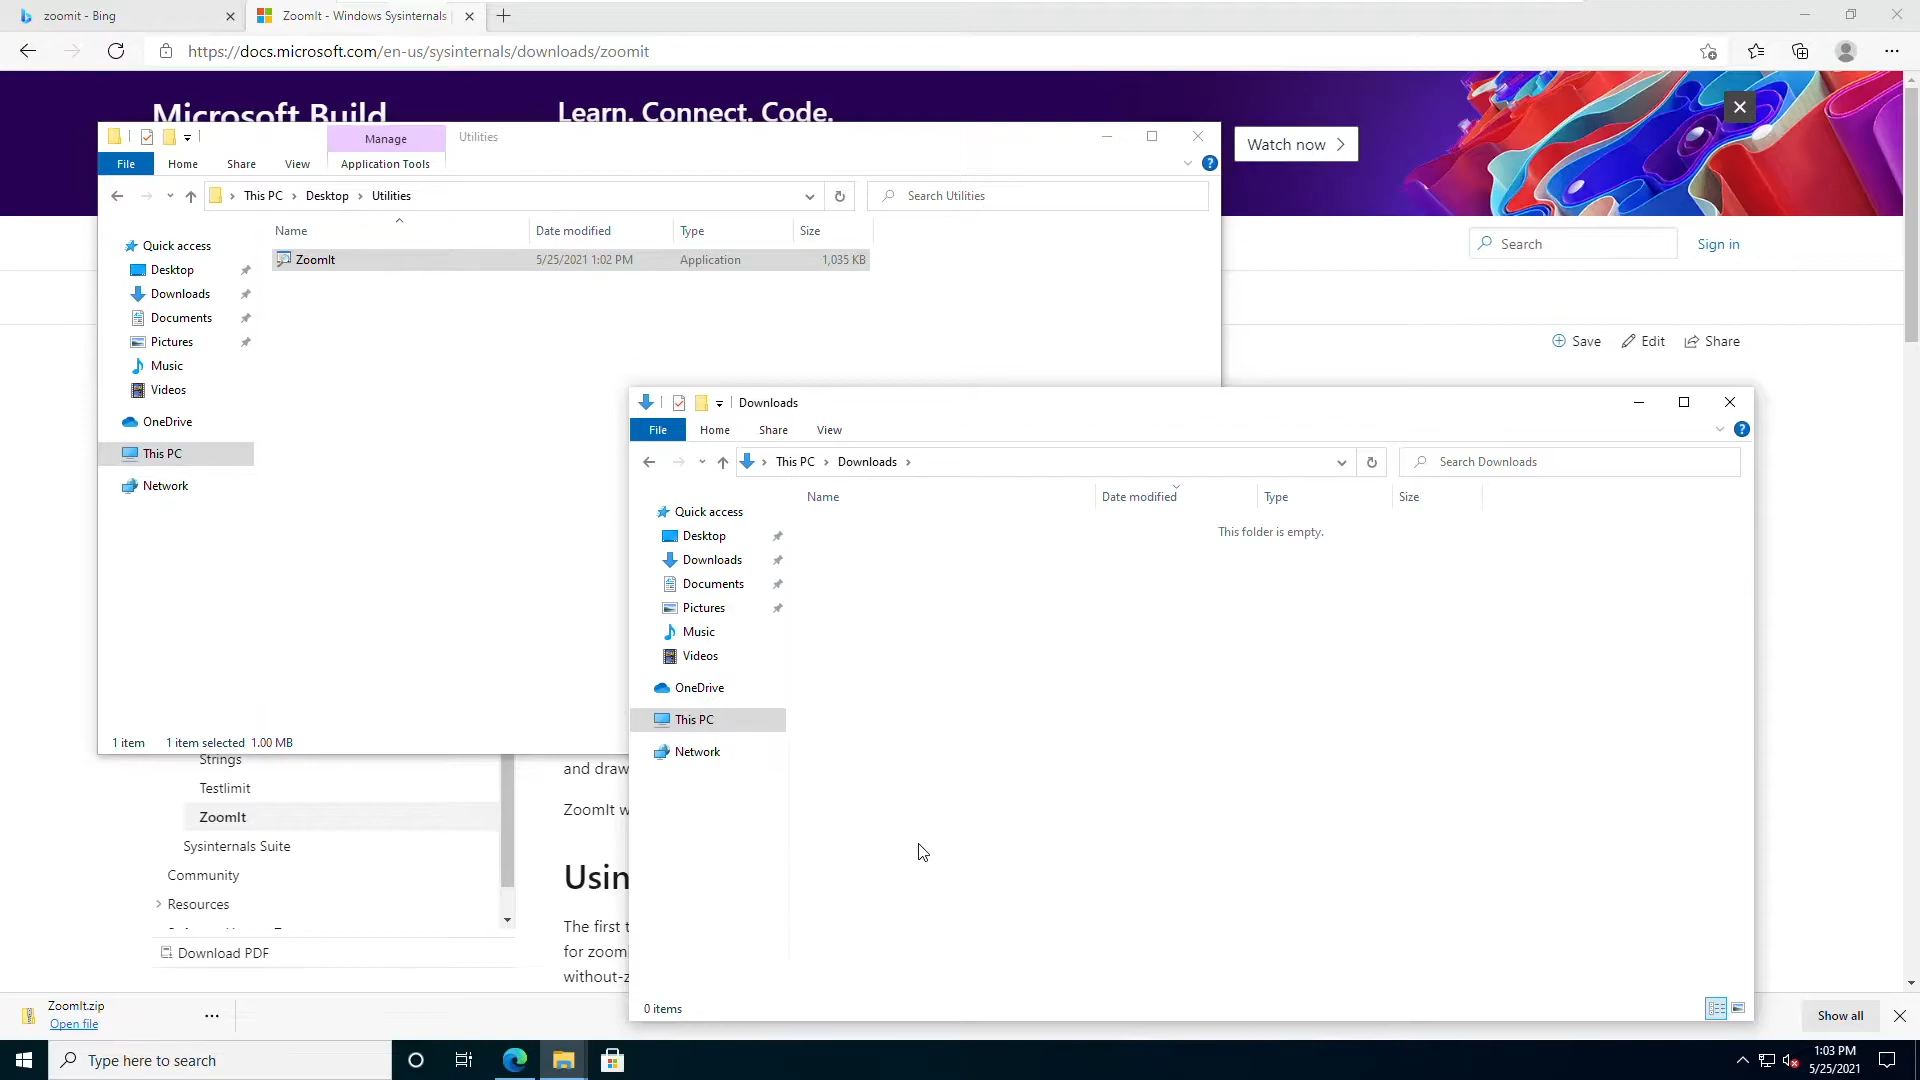 zoomit - Bing
ZoomIt - Windows Sysinternals
https://docs.microsoft.com/en-us/sysinternals/downloads/zoomit
Microsoft Build
Learn. Connect. Code.
Watch now
Manage
Utilities
File
Home
Share
View
Application Tools
This PC > Desktop > Utilities
Search Utilities
Search
Sign in
Name
Date modified
Type
Size
ZoomIt
5/25/2021 1:02 PM
Application
1,035 KB
Quick access
Desktop
Downloads
Documents
Pictures
Music
Videos
OneDrive
This PC
Network
1 item
1 item selected 1.00 MB
Save
Edit
Share
Downloads
File
Home
Share
View
This PC > Downloads >
Search Downloads
Name
Date modified
Type
Size
This folder is empty.
Quick access
Desktop
Downloads
Documents
Pictures
Music
Videos
OneDrive
This PC
Network
0 items
Strings
Testlimit
ZoomIt
Sysinternals Suite
Community
Resources
Download PDF
and draw
ZoomIt w
Usin
The first t
for zoomi
without-z
ZoomIt.zip
Open file
Show all
Type here to search
1:03 PM
5/25/2021